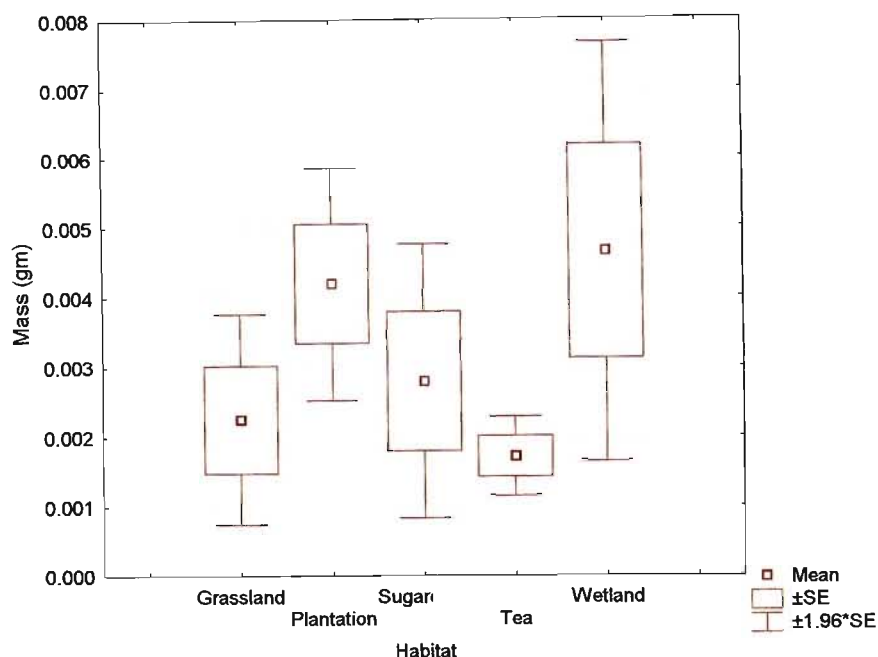 0.008
0.007
0.006
0.005
0.004
0.003
0.002
0.001
0.000
Mass (gm)
Grassland
Plantation
Sugar
Tea
Wetland
Habitat
Mean
±SE
±1.96*SE